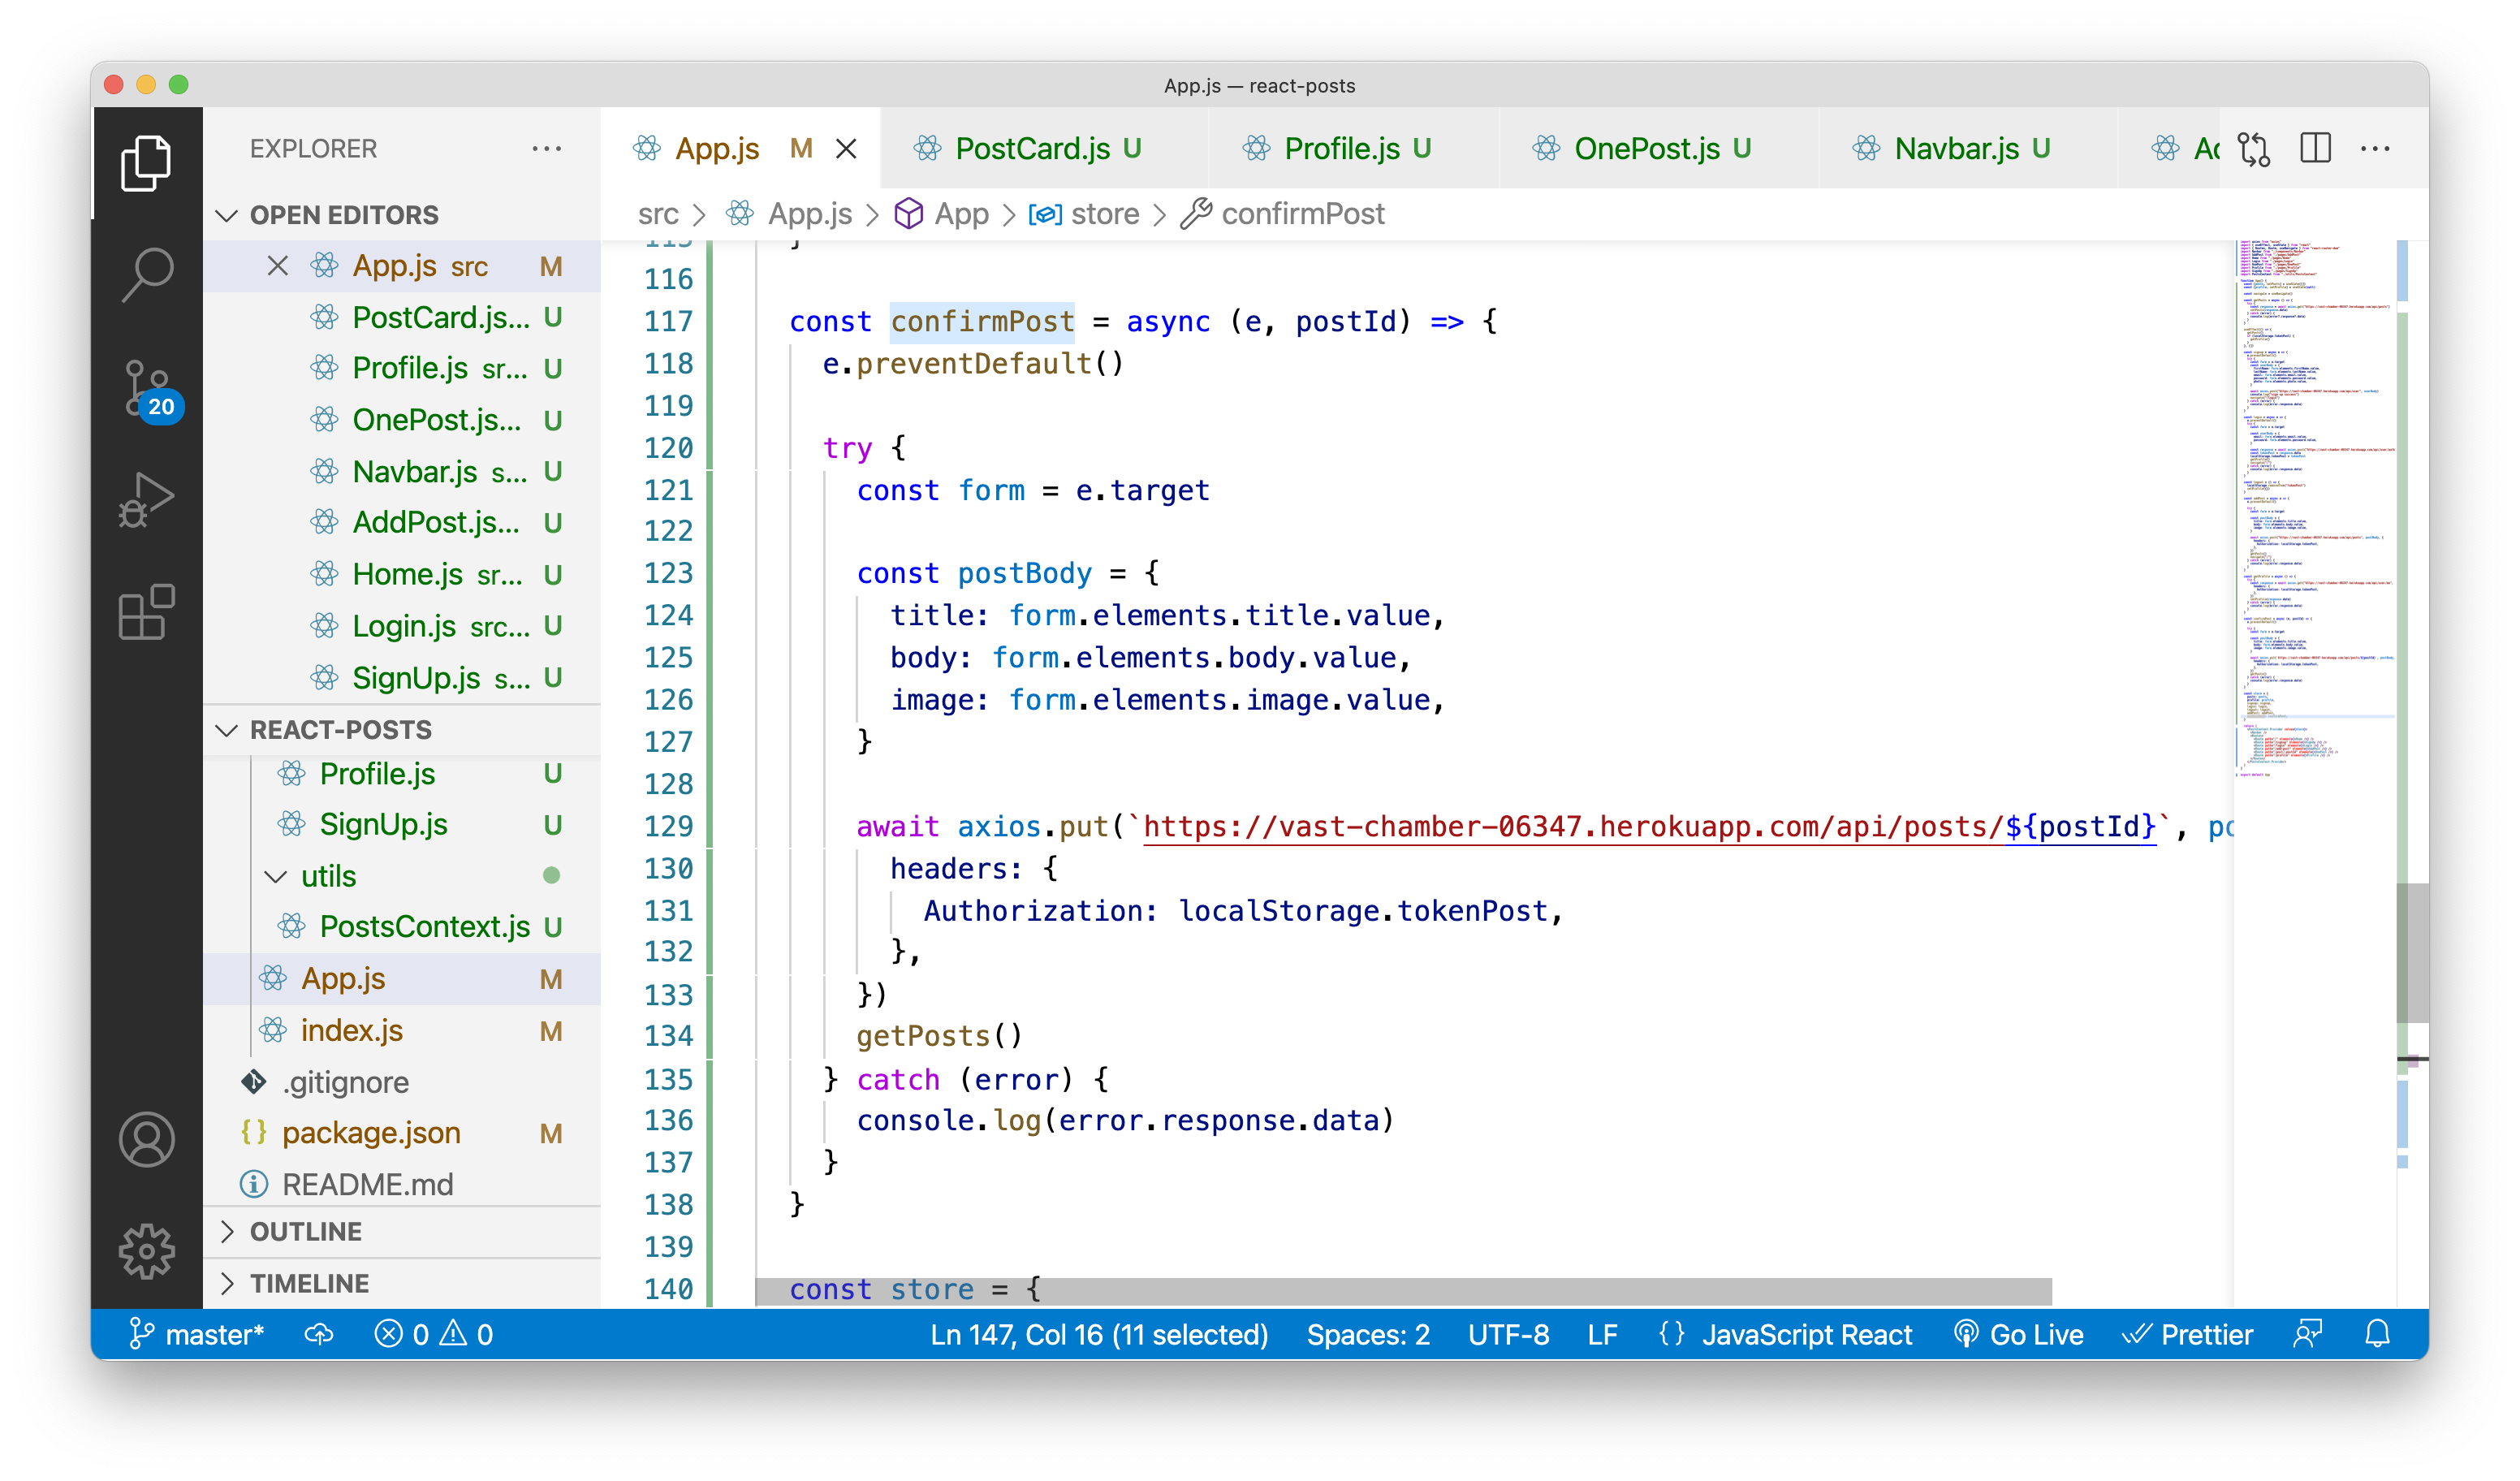 App.js — react-posts
EXPLORER
OPEN EDITORS
App.js src M
PostCard.js... U
Profile.js sr... U
OnePost.js... U
Navbar.js s... U
AddPost.js... U
Home.js sr... U
Login.js src... U
SignUp.js s... U
REACT-POSTS
Profile.js U
SignUp.js U
utils
PostsContext.js U
App.js M
index.js M
.gitignore
package.json M
README.md
OUTLINE
TIMELINE
20
App.js M
PostCard.js U
Profile.js U
OnePost.js U
Navbar.js U
src > App.js > App > store > confirmPost
115 }
116
117 const confirmPost = async (e, postId) => {
118 e.preventDefault()
119
120 try {
121 const form = e.target
122
123 const postBody = {
124 title: form.elements.title.value,
125 body: form.elements.body.value,
126 image: form.elements.image.value,
127 }
128
129 await axios.put(`https://vast-chamber-06347.herokuapp.com/api/posts/${postId}`, po
130 headers: {
131 Authorization: localStorage.tokenPost,
132 },
133 })
134 getPosts()
135 } catch (error) {
136 console.log(error.response.data)
137 }
138 }
139
140 const store = {
master* 0 0 Ln 147, Col 16 (11 selected) Spaces: 2 UTF-8 LF {} JavaScript React Go Live Prettier